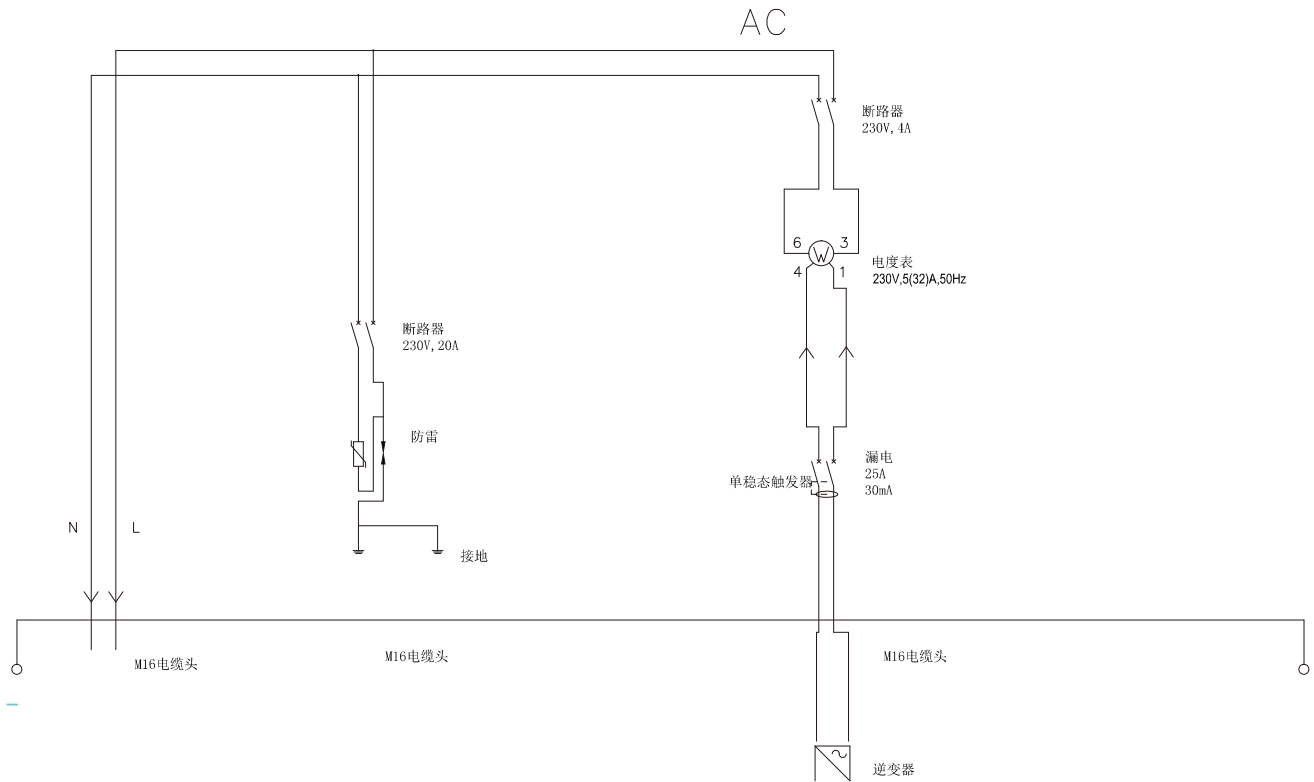 AC
断路器
230V,4A
6
3
W
4
1
电度表
230V,5(32)A,50Hz
断路器
230V,20A
防雷
漏电
25A
30mA
单稳态触发器
N
L
接地
M16电缆头
M16电缆头
M16电缆头
逆变器